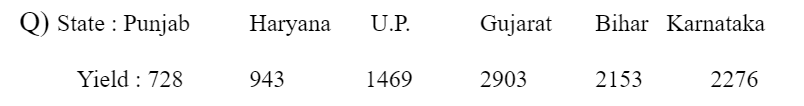 Q) State : Punjab Haryana U.P. Gujarat Bihar Karnataka
Yield : 728 943 1469 2903 2153 2276